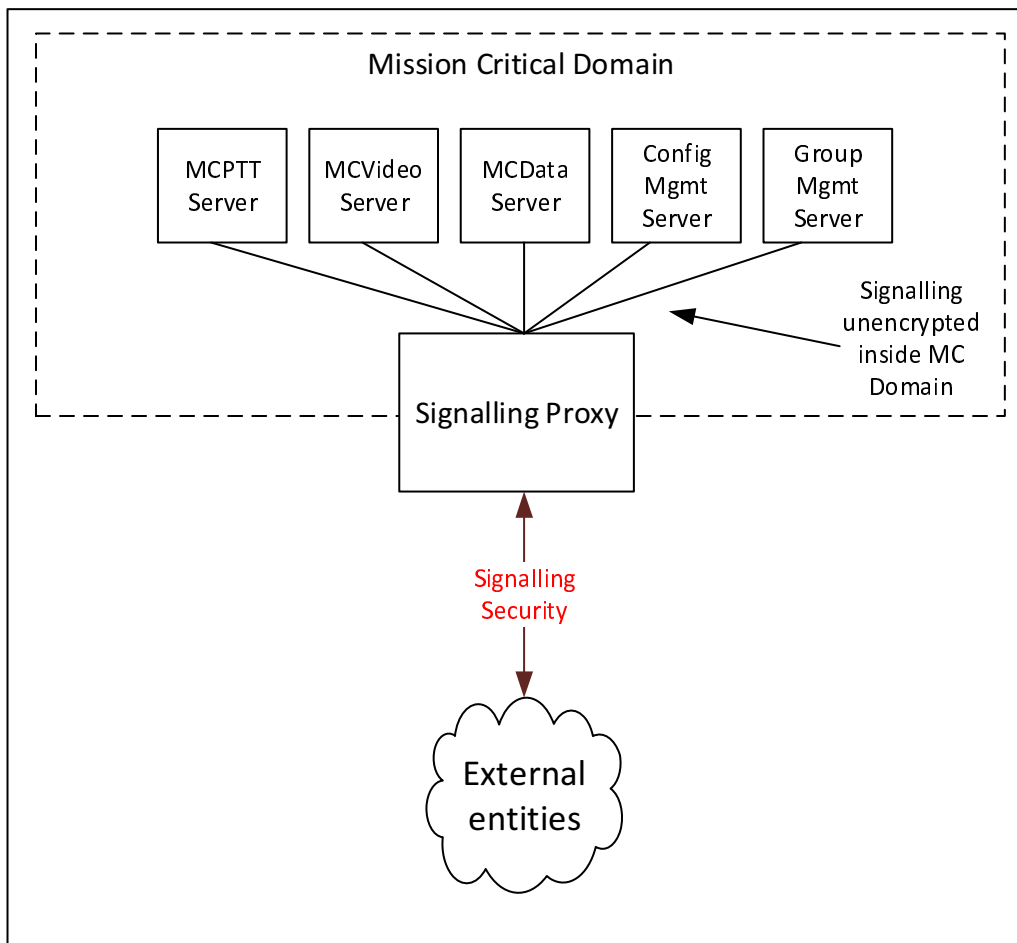 Mission Critical Domain
MCPTT
Server
MCVideo
Server
MCData
Server
Config
Mgmt
Server
Group
Mgmt
Server
Signalling
unencrypted
inside MC
Domain
Signalling Proxy
Signalling
Security
External
entities